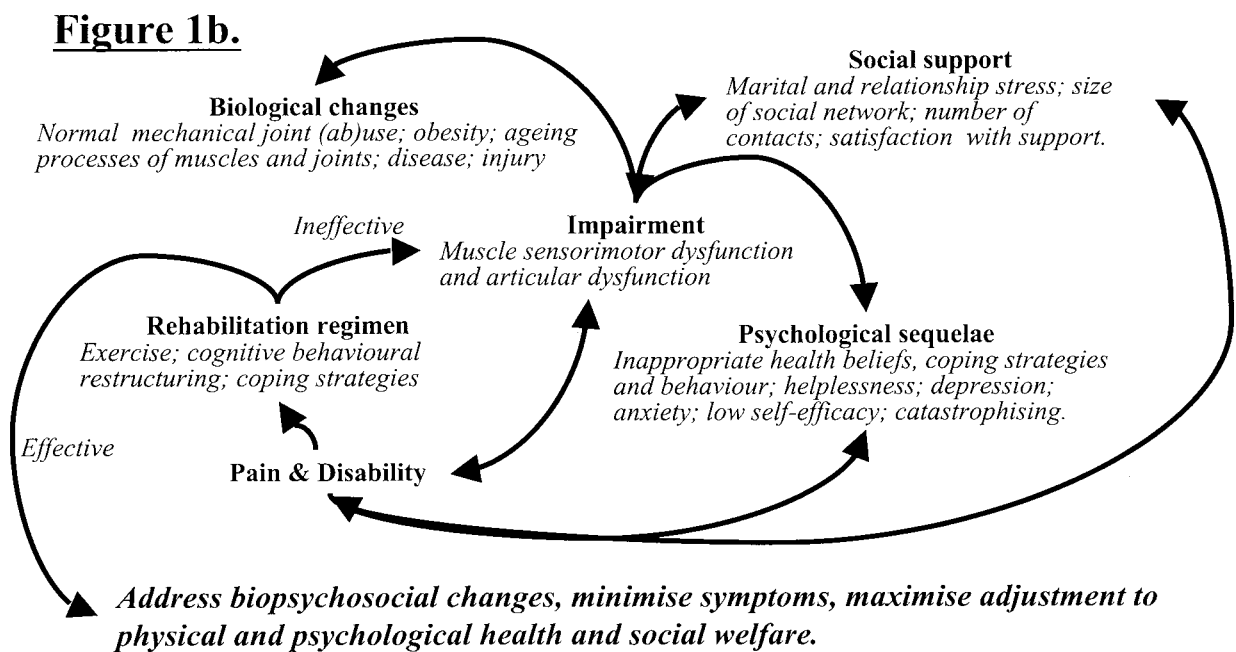 Figure 1b.
Biological changes
Normal mechanical joint (ab)use; obesity; ageing
processes of muscles and joints; disease; injury
Social support
Marital and relationship stress; size
of social network; number of
contacts; satisfaction with support.
Ineffective
Impairment
Muscle sensorimotor dysfunction
and articular dysfunction
Rehabilitation regimen
Exercise; cognitive behavioural
restructuring; coping strategies
Psychological sequelae
Inappropriate health beliefs, coping strategies
and behaviour; helplessness; depression;
anxiety; low self-efficacy; catastrophising.
Effective
Pain & Disability
Address biopsychosocial changes, minimise symptoms, maximise adjustment to
physical and psychological health and social welfare.